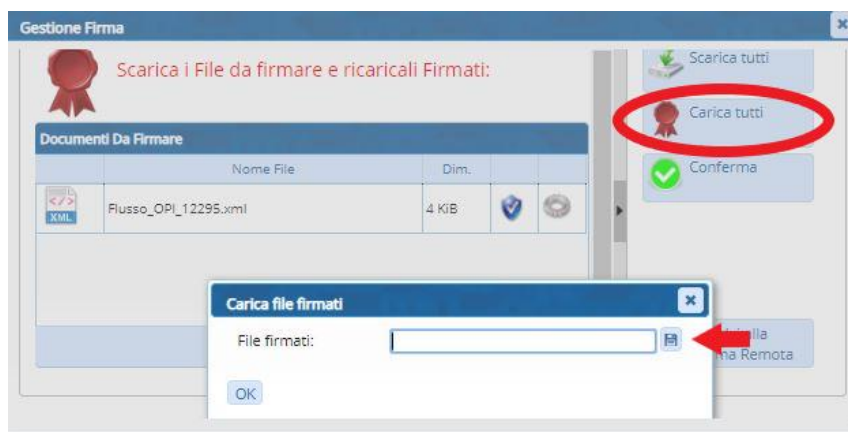 Gestione Firma
Scarica i File da firmare e ricaricali Firmati:
Scarica tutti
Carica tutti
Conferma
Documenti Da Firmare
Nome File
Dim.
XML
Flusso_OPI_12295.xml
4 KiB
Carica file firmati
File firmati:
OK
Remota